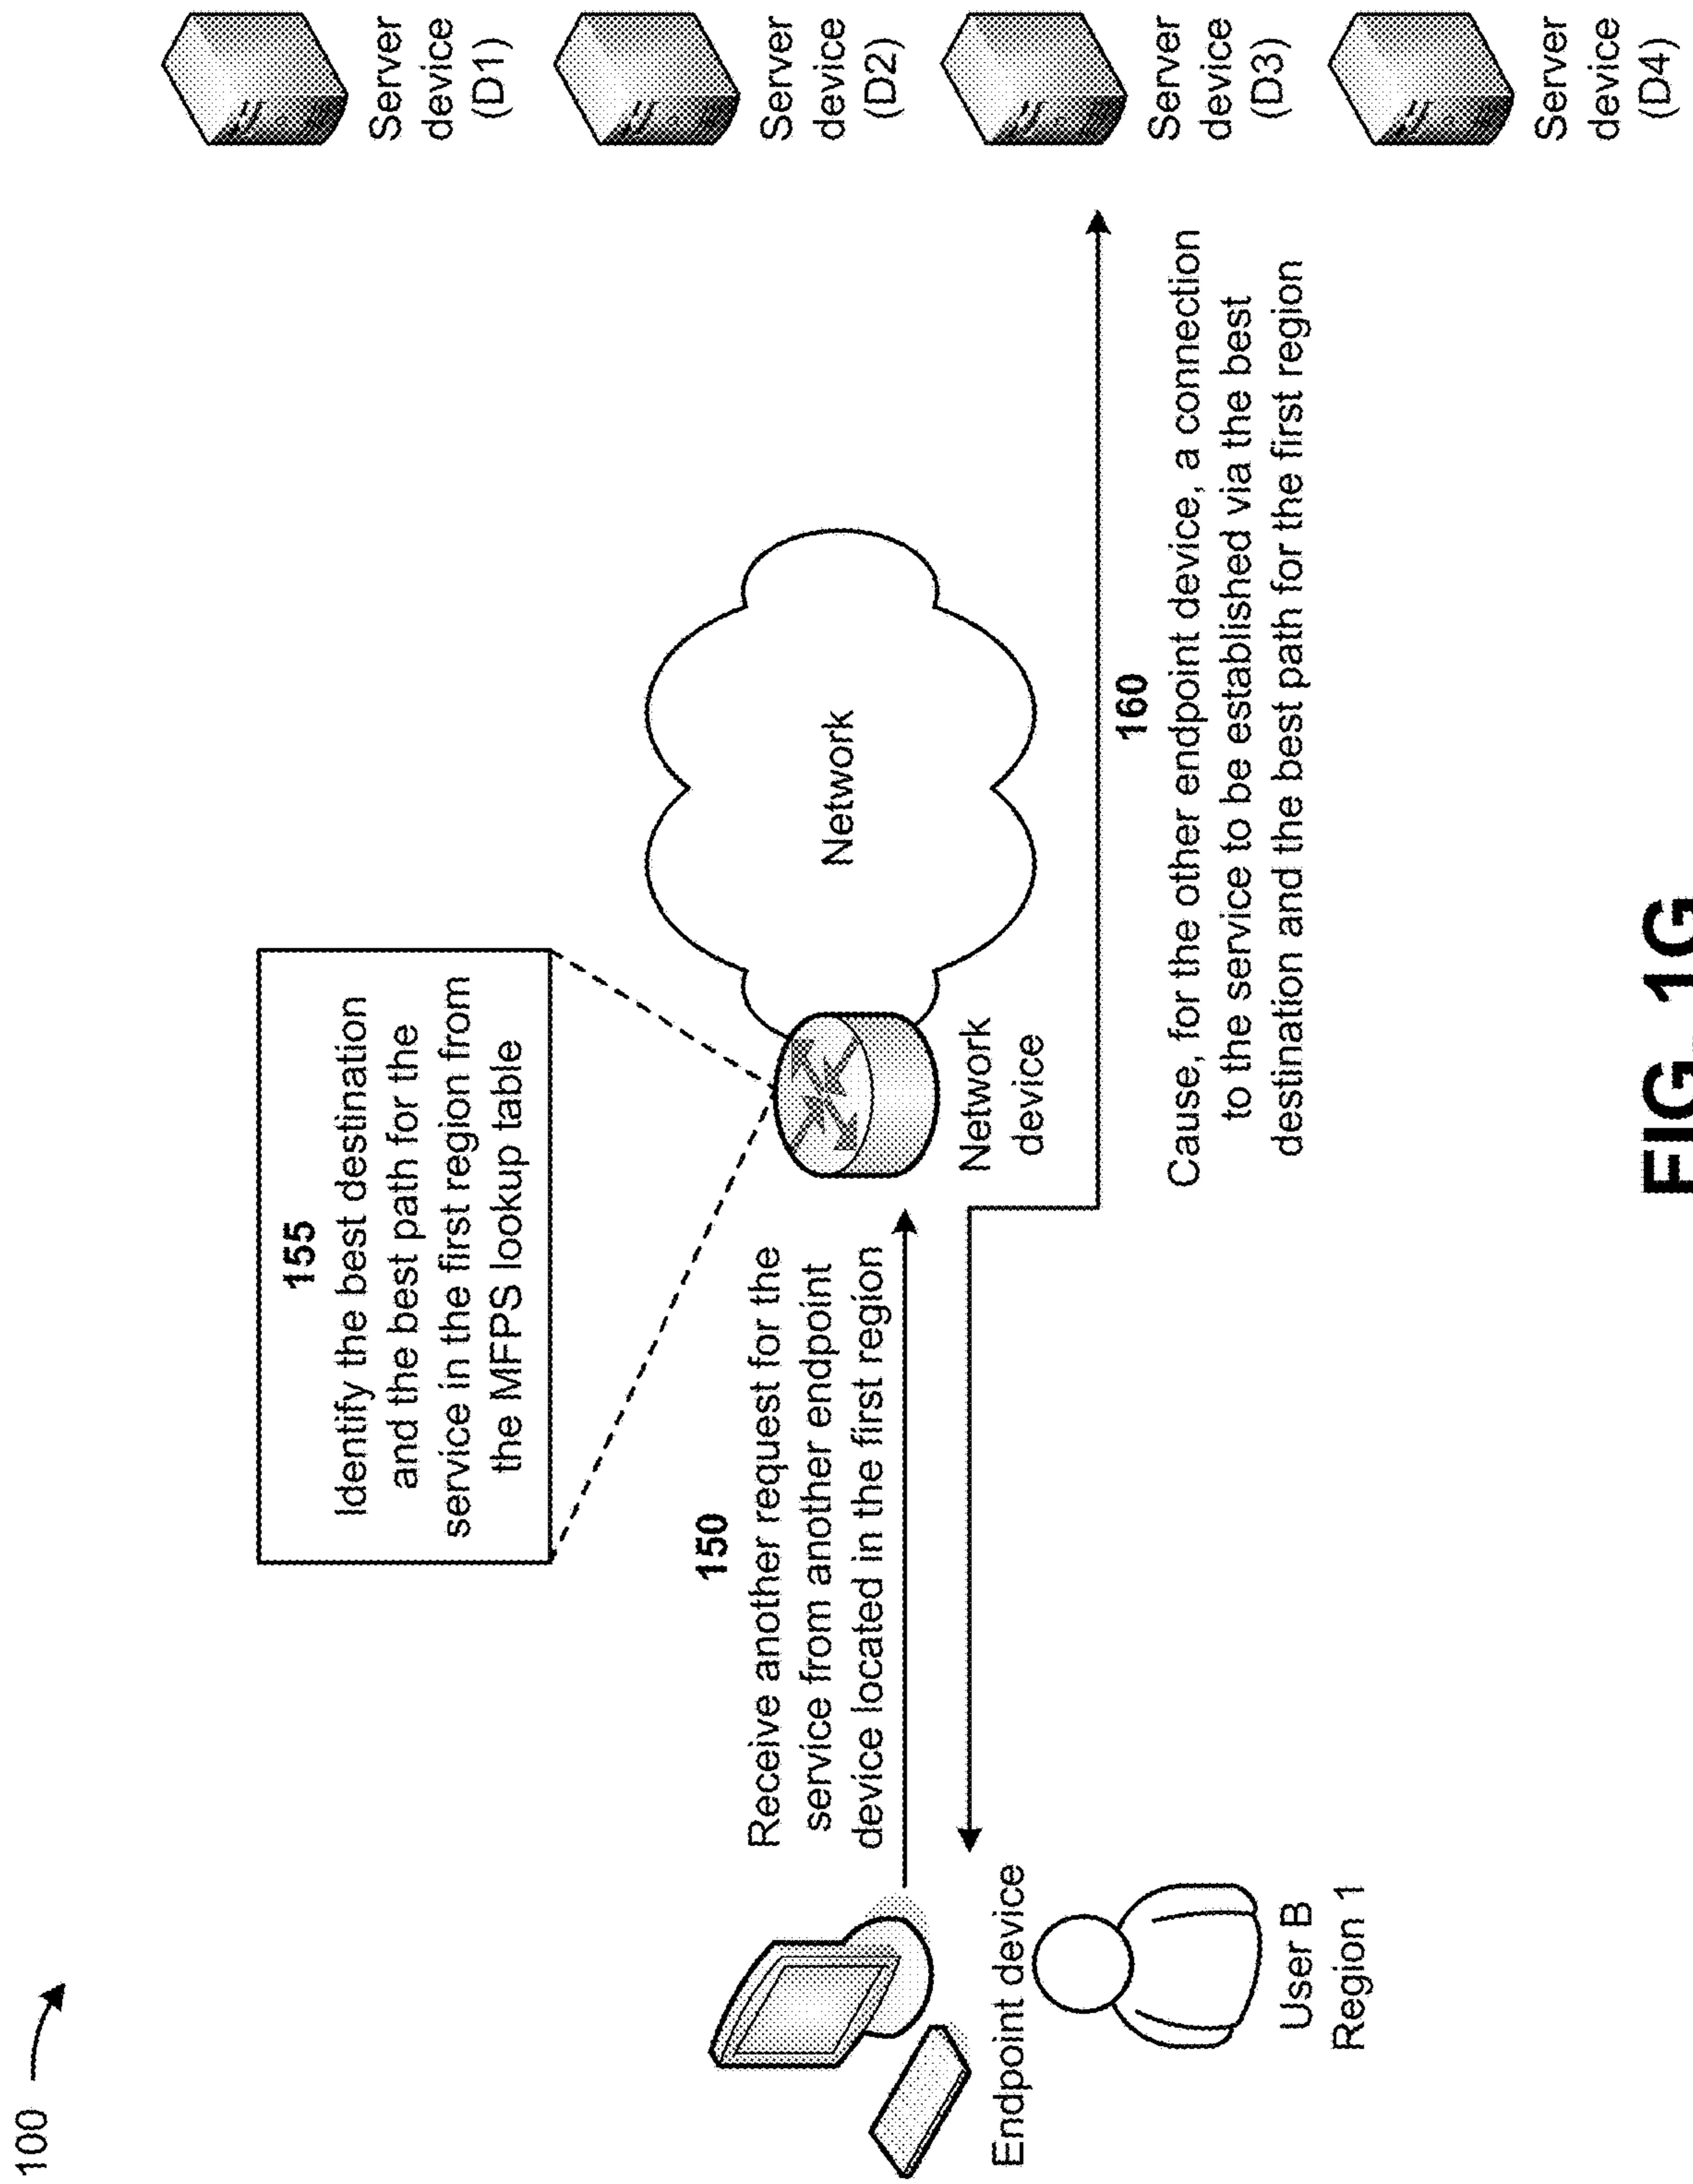 100
155
Identify the best destination
and the best path for the
service in the first region from
the MFPS lookup table
150
Receive another request for the
service from another endpoint
device located in the first region
Network
Network
device
Endpoint device
User B
Region 1
160
Cause, for the other endpoint device, a connection
to the service to be established via the best
destination and the best path for the first region
Server
device
(D1)
Server
device
(D2)
Server
device
(D3)
Server
device
(D4)
FIG. 1G